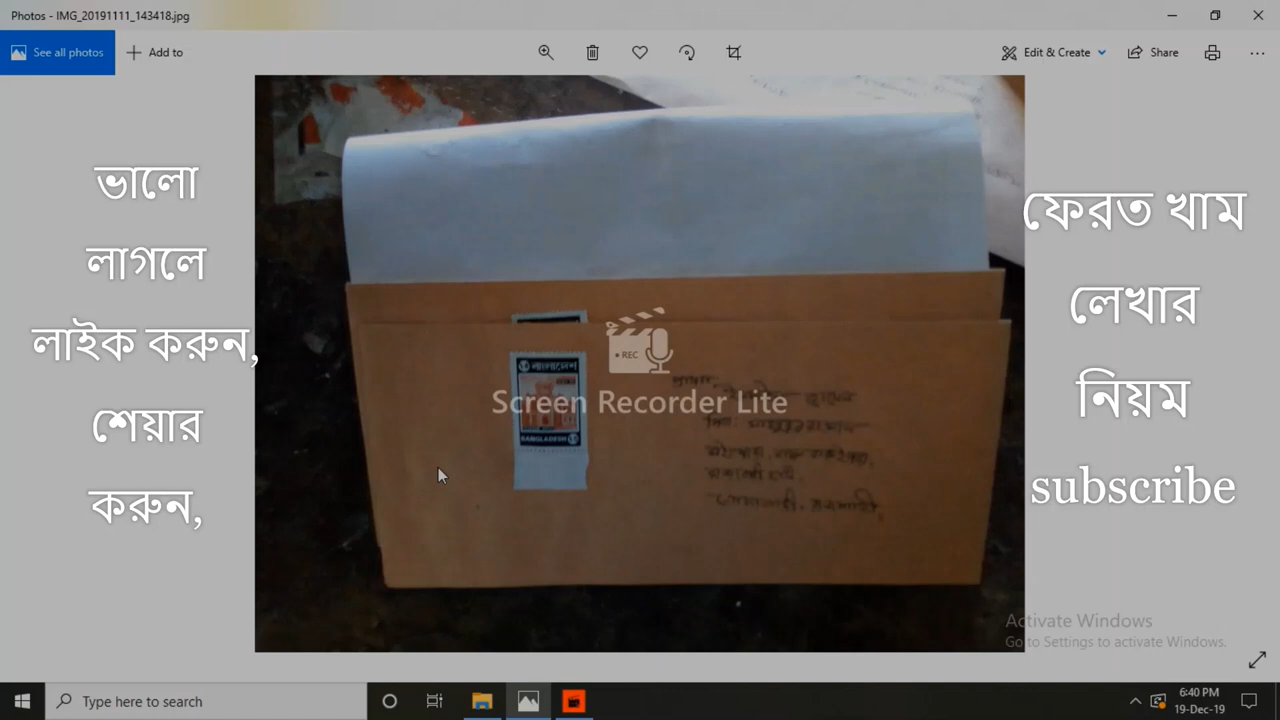 Photos - IMG_20191111_143418.jpg
See all photos
Add to
Edit & Create
Share
ভালো
লাগলে
লাইক করুন,
শেয়ার
করুন,
ফেরত খাম
লেখার
নিয়ম
subscribe
বাংলাদেশ
BANGLADESH
REC
Screen Recorder Lite
Activate Windows
Go to Settings to activate Windows.
Type here to search
6:40 PM
19-Dec-19